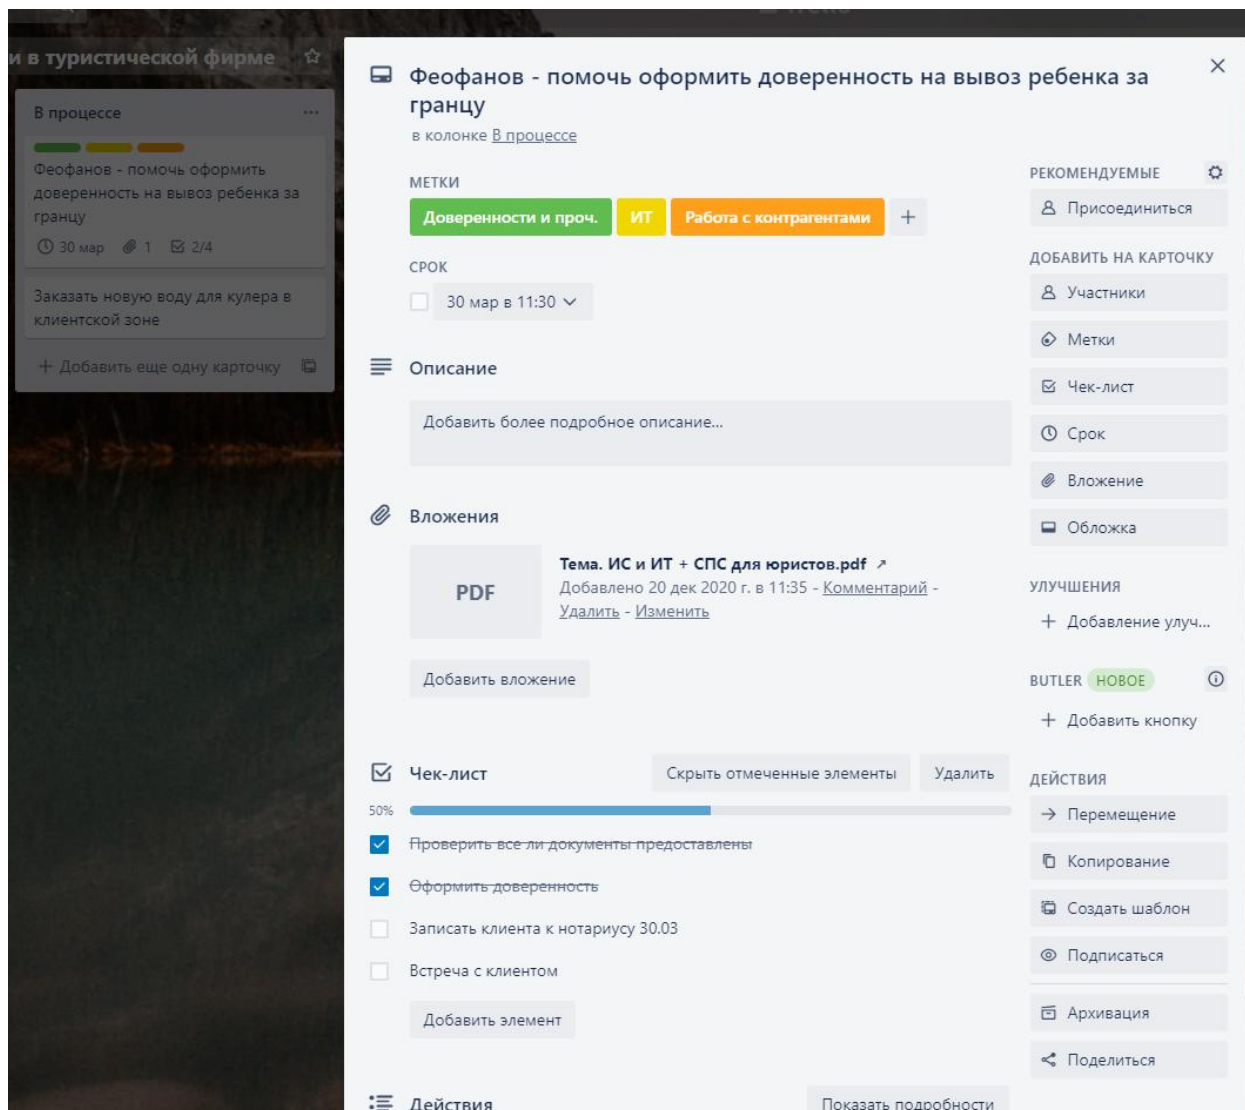 Trello
и в туристической фирме
В процессе
Феофанов - помочь оформить
доверенность на вывоз ребенка за
гранцу
30 мар 1 2/4
Заказать новую воду для кулера в
клиентской зоне
+ Добавить еще одну карточку
Феофанов - помочь оформить доверенность на вывоз ребенка за
гранцу
в колонке В процессе
МЕТКИ
Доверенности и проч. ИТ Работа с контрагентами +
СРОК
30 мар в 11:30
Описание
Добавить более подробное описание...
Вложения
PDF
Тема. ИС и ИТ + СПС для юристов.pdf ↗
Добавлено 20 дек 2020 г. в 11:35 - Комментарий -
Удалить - Изменить
Добавить вложение
Чек-лист
Скрыть отмеченные элементы
Удалить
50%
Проверить все ли документы предоставлены
Оформить доверенность
Записать клиента к нотариусу 30.03
Встреча с клиентом
Добавить элемент
Действия
Показать подробности
РЕКОМЕНДУЕМЫЕ
Присоединиться
ДОБАВИТЬ НА КАРТОЧКУ
Участники
Метки
Чек-лист
Срок
Вложение
Обложка
УЛУЧШЕНИЯ
+ Добавление улуч...
BUTLER НОВОЕ
+ Добавить кнопку
ДЕЙСТВИЯ
→ Перемещение
Копирование
Создать шаблон
Подписаться
Архивация
Поделиться